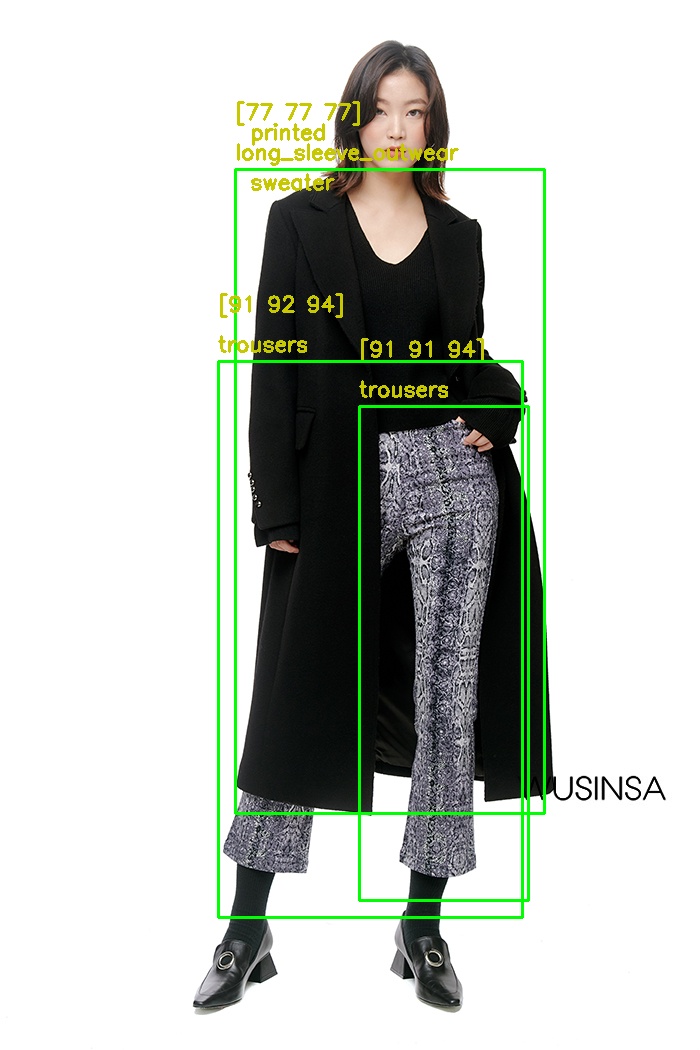 [77 77 77]
printed
long_sleeve_outwear
sweater
[91 92 94]
trousers
[91 91 94]
trousers
MUSINSA